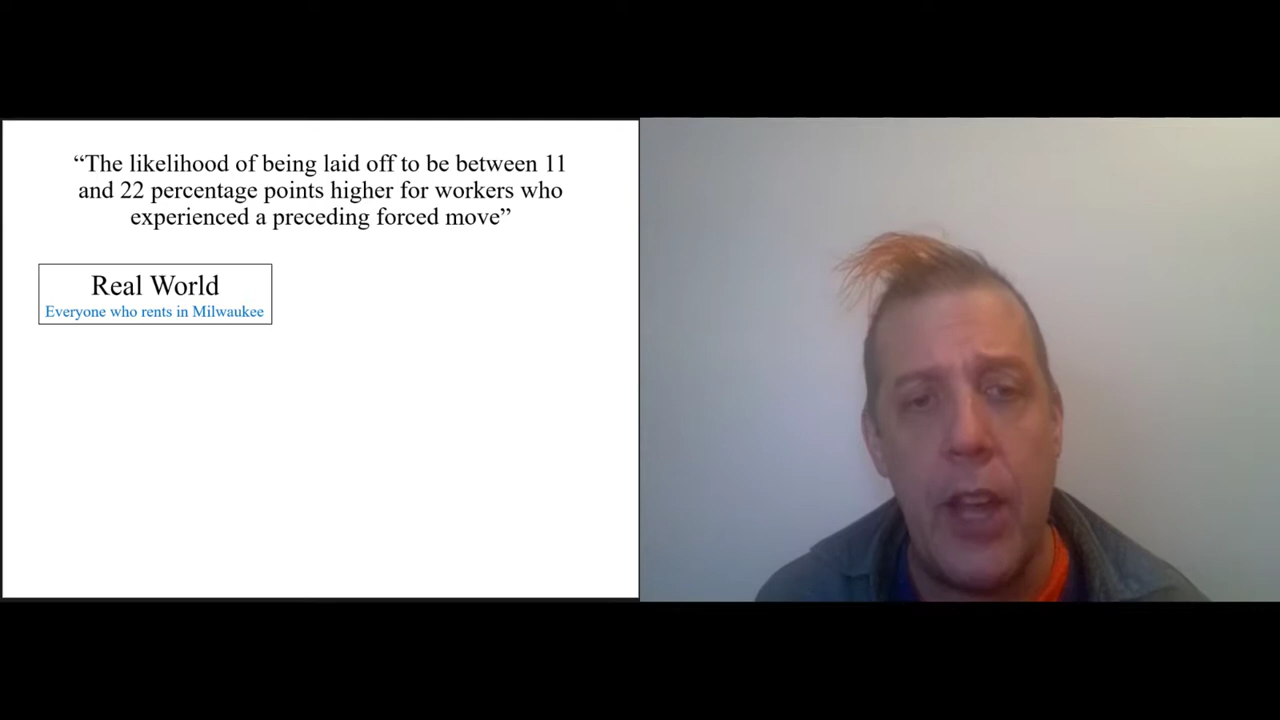 “The likelihood of being laid off to be between 11
and 22 percentage points higher for workers who
experienced a preceding forced move”
Real World
Everyone who rents in Milwaukee